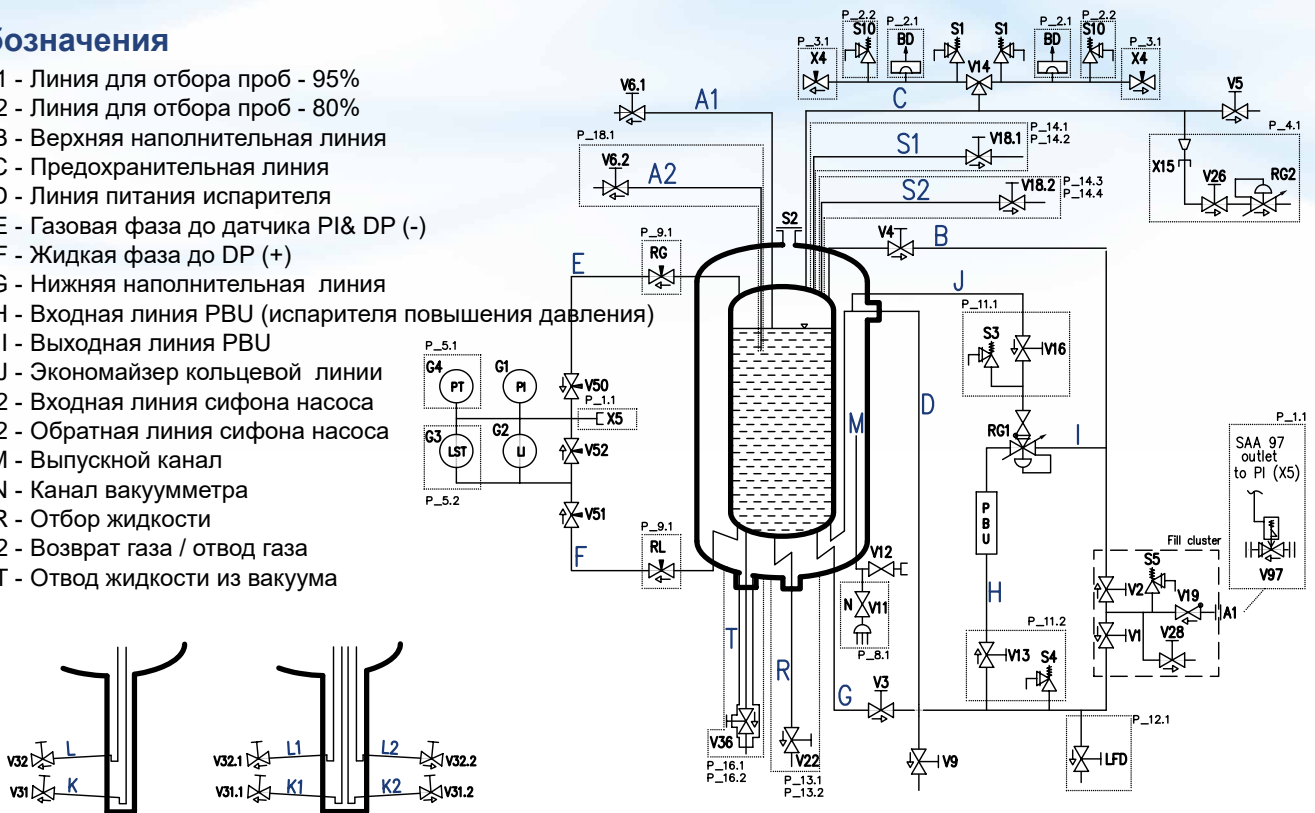 бозначения
1 - Линия для отбора проб - 95%
2 - Линия для отбора проб - 80%
В - Верхняя наполнительная линия
С - Предохранительная линия
D - Линия питания испарителя
E - Газовая фаза до датчика PI& DP (-)
F - Жидкая фаза до DP (+)
G - Нижняя наполнительная линия
H - Входная линия PBU (испарителя повышения давления)
I - Выходная линия PBU
J - Экономайзер кольцевой линии
2 - Входная линия сифона насоса
2 - Обратная линия сифона насоса
M - Выпускной канал
N - Канал вакуумметра
R - Отбор жидкости
2 - Возврат газа / отвод газа
T - Отвод жидкости из вакуума
P_2.2 P_2.1 P_2.1 P_2.2
S10 BD S1 S1 BD S10
P_3.1 P_3.1
X4 V14 X4
C V5
V6.1 A1
P_18.1
V6.2 A2
S1 V18.1 P_14.1
P_14.2
S2 V18.2 P_14.3
P_14.4
P_4.1
X15 V26 RG2
S2
V4 B
P_9.1
E RG
J
P_11.1
S3 V16
P_5.1
G4 G1
PT PI
V50
P_1.1
X5
G3 G2
LST LI
V52
P_5.2
V51
P_9.1
F RL
M D
RG1 I
PBU
P_1.1
SAA 97
outlet
to PI (X5)
V97
Fill cluster
S5
V2 V19 A1
V1 V28
V12
N V11
P_8.1
H
P_11.2
V13 S4
T R G V3
V36 V22
P_16.1
P_16.2
P_13.1
P_13.2
V9
P_12.1
LFD
V32 L
V31 K
V32.1 L1 L2 V32.2
V31.1 K1 K2 V31.2